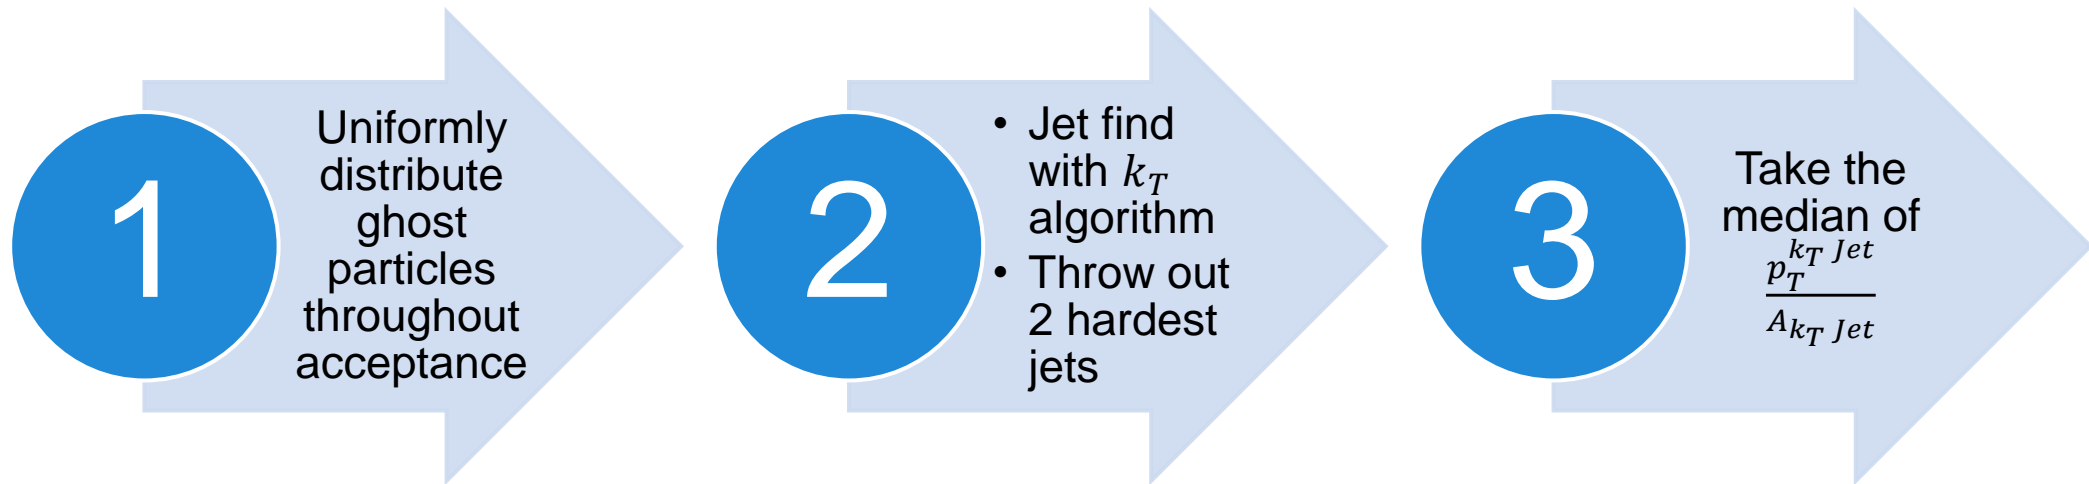 1
Uniformly
distribute
ghost
particles
throughout
acceptance
2
• Jet find
with $k_T$
algorithm
• Throw out
2 hardest
jets
3
Take the
median of
$\frac{p_T^{k_T\ Jet}}{A_{k_T\ Jet}}$